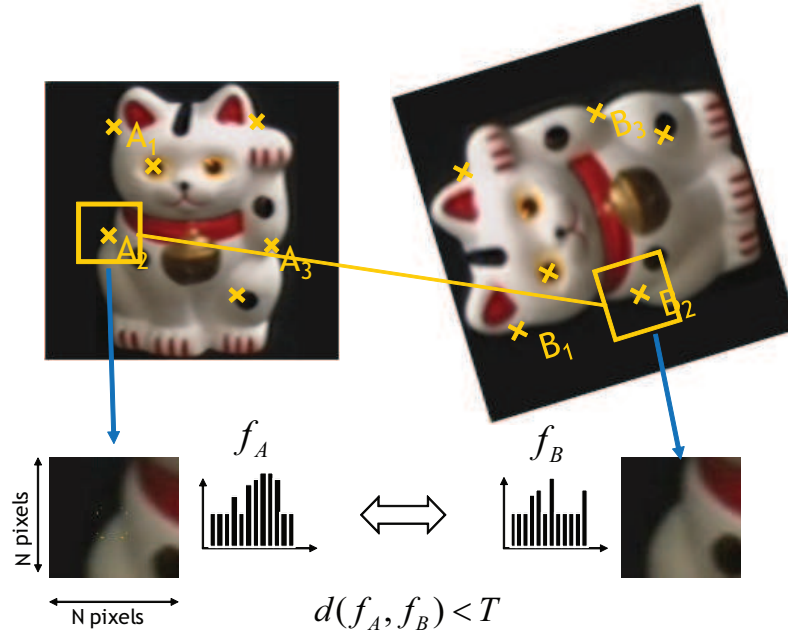 A₁
A₂
A₃
B₃
B₂
B₁
f_A
f_B
N pixels
N pixels
d(f_A, f_B) < T